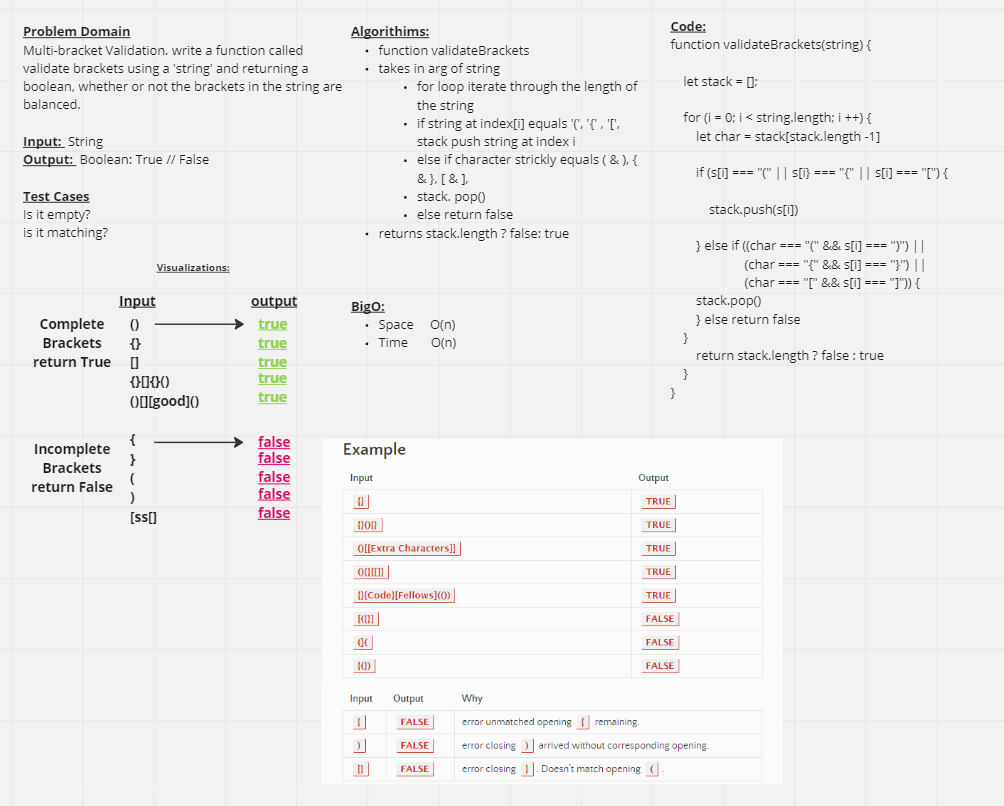 Problem Domain
Multi-bracket Validation. write a function called
validate brackets using a 'string' and returning a
boolean, whether or not the brackets in the string are
balanced.
Input: String
Output: Boolean: True // False
Test Cases
Is it empty?
is it matching?
Visualizations:
Input output
Complete
Brackets
return True
() true
{} true
[] true
{}[]{}() true
()[][good]() true
Incomplete
Brackets
return False
{ false
} false
( false
) false
[ss[] false
Algorithims:
• function validateBrackets
• takes in arg of string
• for loop iterate through the length of
the string
• if string at index[i] equals '(', '{' , '[',
stack push string at index i
• else if character strickly equals ( & ), {
& }, [ & ],
• stack. pop()
• else return false
• returns stack.length ? false: true
BigO:
• Space O(n)
• Time O(n)
Code:
function validateBrackets(string) {
let stack = [];
for (i = 0; i < string.length; i ++) {
let char = stack[stack.length -1]
if (s[i] === "(" || s[i} === "{" || s[i] === "[") {
stack.push(s[i])
} else if ((char === "(" && s[i] === ")") ||
(char === "{" && s[i] === "}") ||
(char === "[" && s[i] === "]")) {
stack.pop()
} else return false
}
return stack.length ? false : true
}
}
Example
Input Output
{} TRUE
{}(){} TRUE
()[[Extra Characters]] TRUE
(){}[[]] TRUE
{}{Code}[Fellows](()) TRUE
[({}] FALSE
(]( FALSE
{(}) FALSE
Input Output Why
{ FALSE error unmatched opening { remaining.
) FALSE error closing ) arrived without corresponding opening.
[} FALSE error closing } . Doesn't match opening ( .